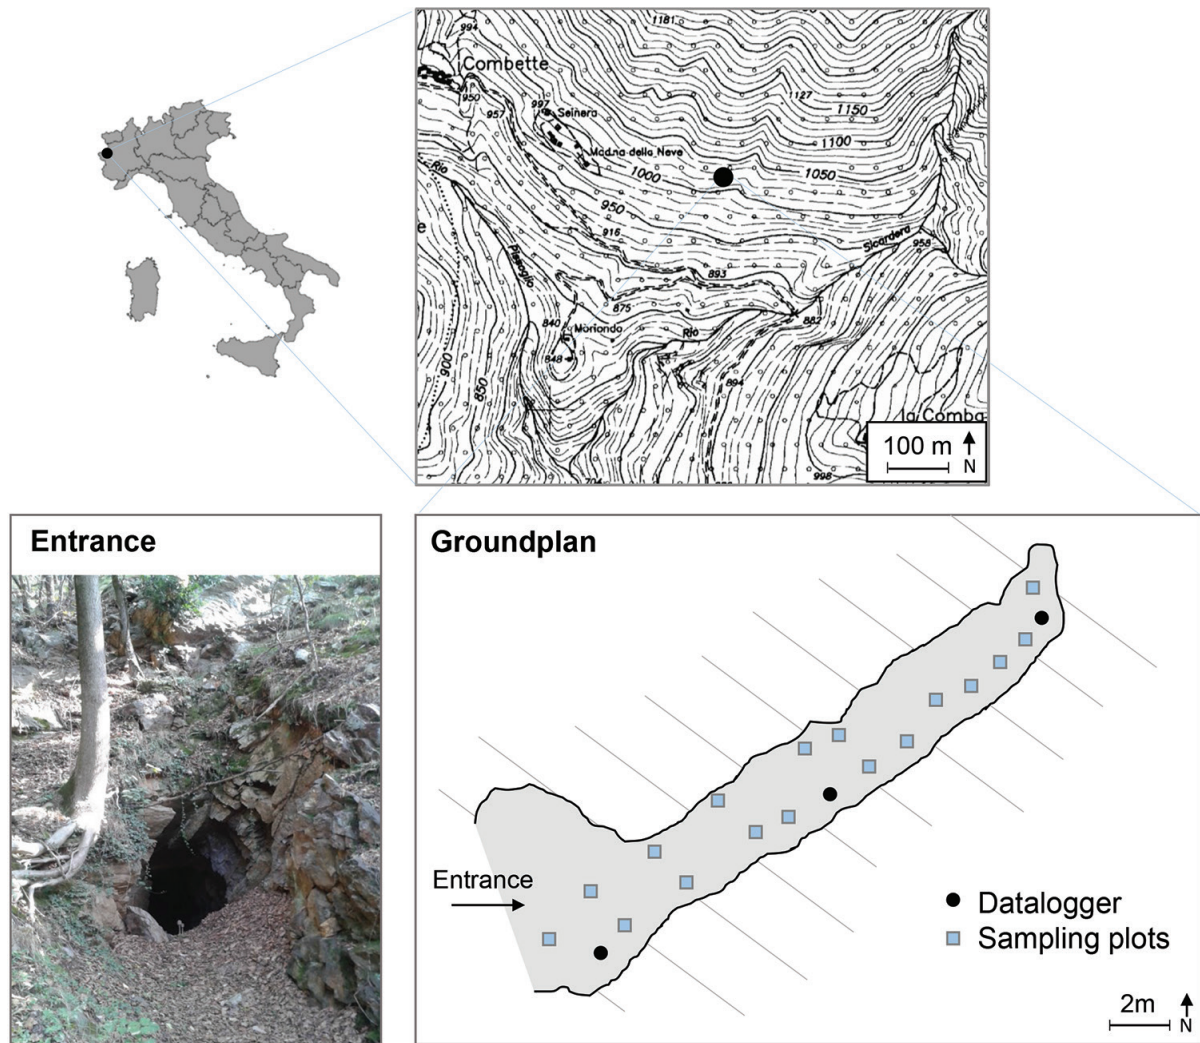 994
1181
Combette
950
957
997
Seinera
1127
1150
1100
Mad.na della Neve
1000
1050
Rio
950
916
Sicardera
958
e
893
875
840
Moriondo
Rio
882
848
900
850
894
la Comba
100 m
N
998
Entrance
Groundplan
Entrance
Datalogger
Sampling plots
2m
N